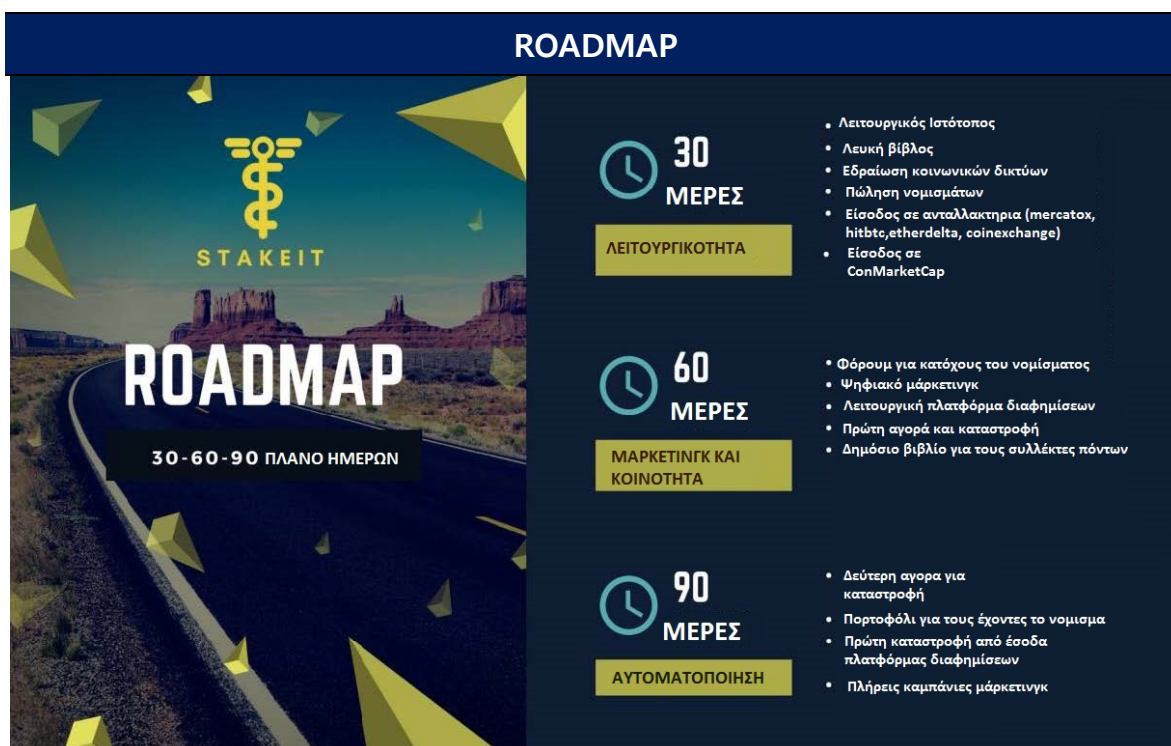 ROADMAP
STAKEIT
ROADMAP
30-60-90 ΠΛΑΝΟ ΗΜΕΡΩΝ
30
ΜΕΡΕΣ
ΛΕΙΤΟΥΡΓΙΚΟΤΗΤΑ
• Λειτουργικός Ιστότοπος
• Λευκή βίβλος
• Εδραίωση κοινωνικών δικτύων
• Πώληση νομισμάτων
• Είσοδος σε ανταλλακτηρια (mercatox,
hitbtc,etherdelta, coinexchange)
• Είσοδος σε
ConMarketCap
60
ΜΕΡΕΣ
ΜΑΡΚΕΤΙΝΓΚ ΚΑΙ
ΚΟΙΝΟΤΗΤΑ
• Φόρουμ για κατόχους του νομίσματος
• Ψηφιακό μάρκετινγκ
• Λειτουργική πλατφόρμα διαφημίσεων
• Πρώτη αγορά και καταστροφή
• Δημόσιο βιβλίο για τους συλλέκτες πόντων
90
ΜΕΡΕΣ
ΑΥΤΟΜΑΤΟΠΟΙΗΣΗ
• Δεύτερη αγορα για
καταστροφή
• Πορτοφόλι για τους έχοντες το νομισμα
• Πρώτη καταστροφή από έσοδα
πλατφόρμας διαφημίσεων
• Πλήρεις καμπάνιες μάρκετινγκ